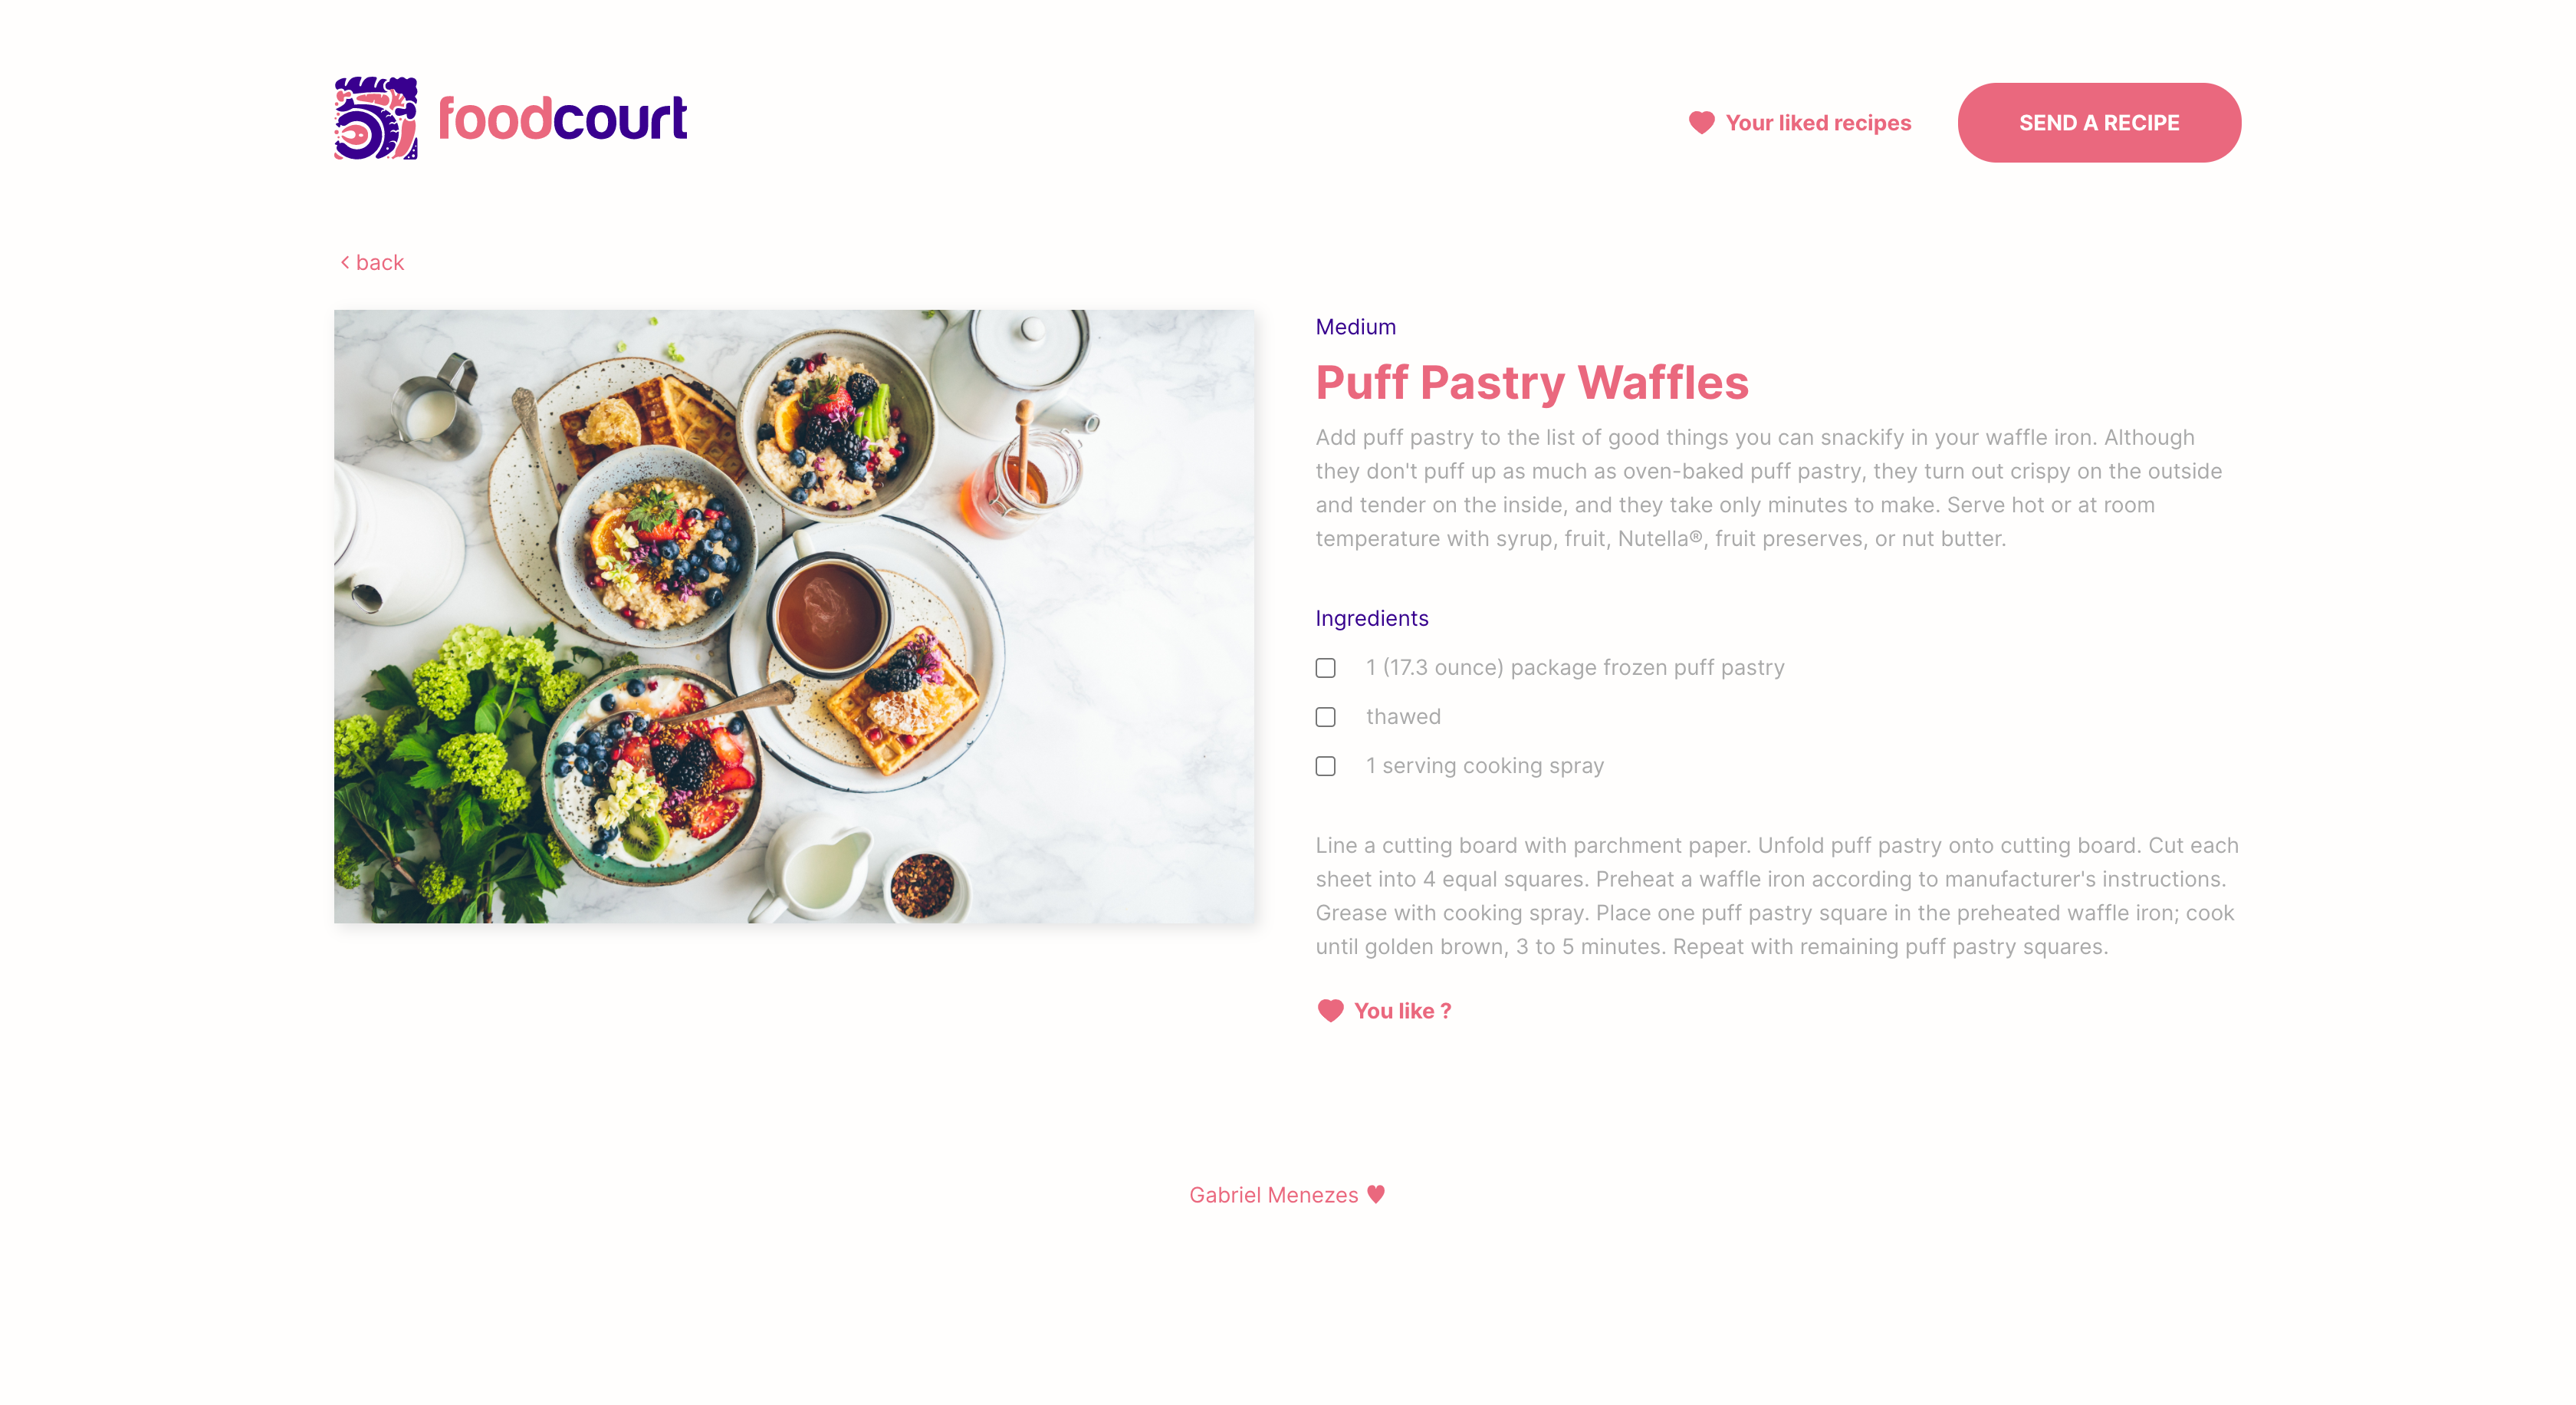 foodcourt
Your liked recipes
SEND A RECIPE
back
Medium
Puff Pastry Waffles
Add puff pastry to the list of good things you can snackify in your waffle iron. Although
they don't puff up as much as oven-baked puff pastry, they turn out crispy on the outside
and tender on the inside, and they take only minutes to make. Serve hot or at room
temperature with syrup, fruit, Nutella®, fruit preserves, or nut butter.
Ingredients
1 (17.3 ounce) package frozen puff pastry
thawed
1 serving cooking spray
Line a cutting board with parchment paper. Unfold puff pastry onto cutting board. Cut each
sheet into 4 equal squares. Preheat a waffle iron according to manufacturer's instructions.
Grease with cooking spray. Place one puff pastry square in the preheated waffle iron; cook
until golden brown, 3 to 5 minutes. Repeat with remaining puff pastry squares.
You like ?
Gabriel Menezes ♥